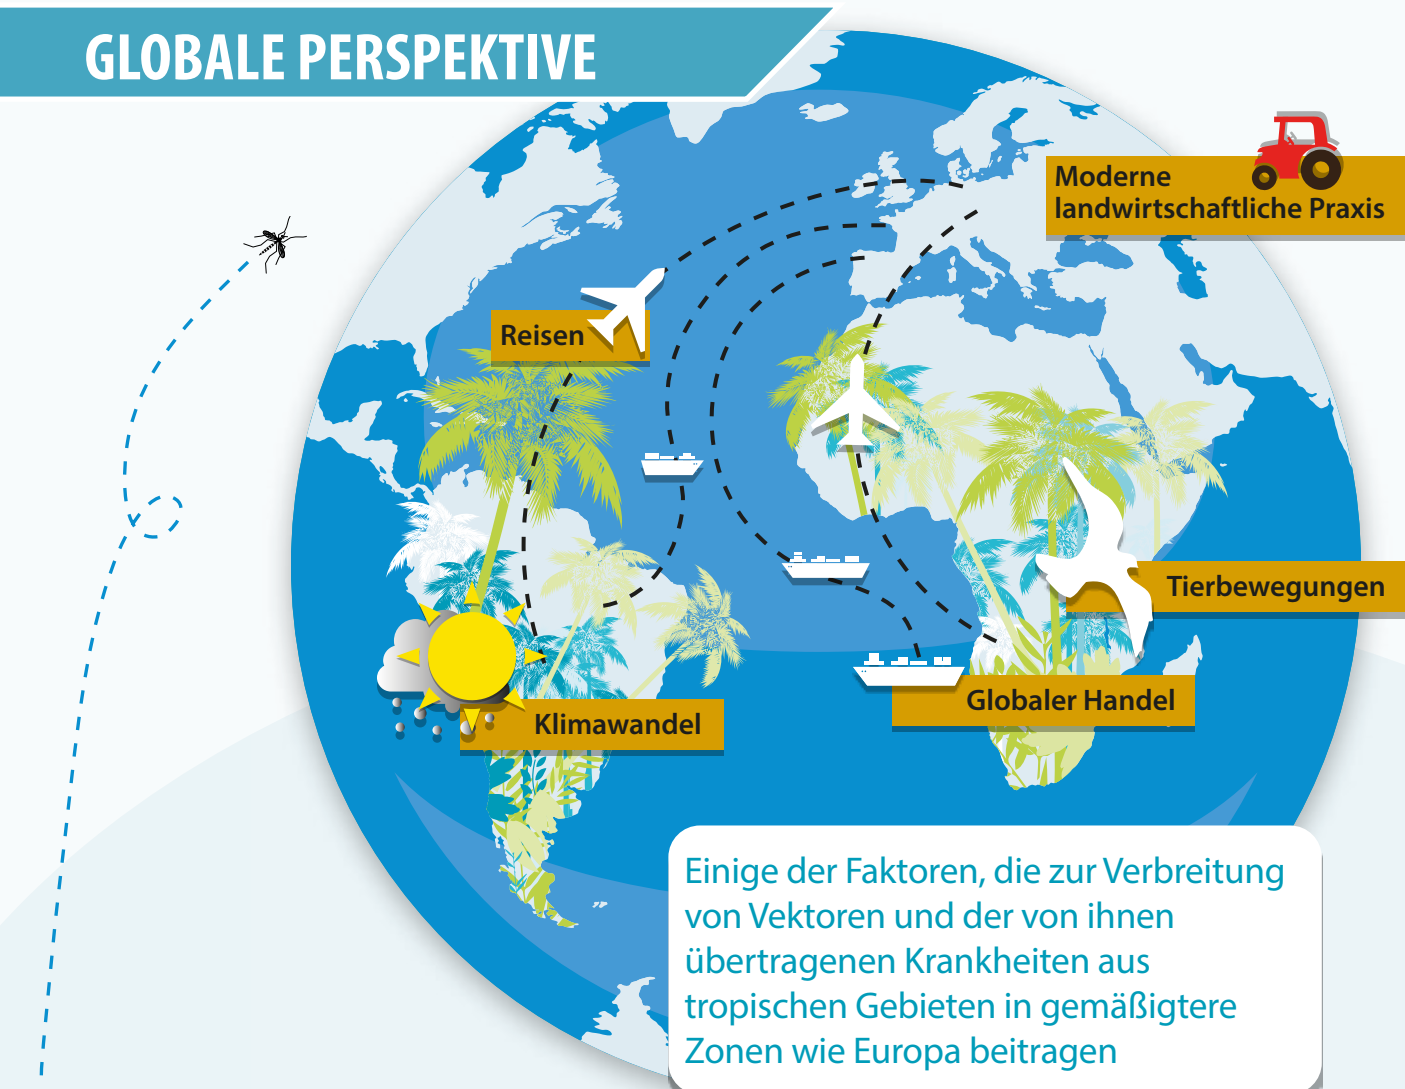 GLOBALE PERSPEKTIVE
Moderne
landwirtschaftliche Praxis
Reisen
Tierbewegungen
Globaler Handel
Klimawandel
Einige der Faktoren, die zur Verbreitung
von Vektoren und der von ihnen
übertragenen Krankheiten aus
tropischen Gebieten in gemäßigtere
Zonen wie Europa beitragen